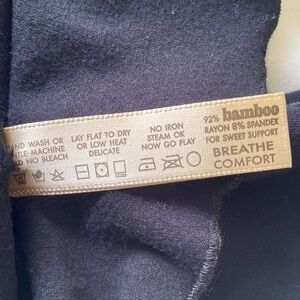 WASH OR
MACHINE
NO BLEACH
LAY FLAT TO DRY
OR LOW HEAT
DELICATE
NO IRON
STEAM OK
NOW GO PLAY
92% bamboo
RAYON 8% SPANDEX
FOR SWEET SUPPORT
BREATHE
COMFORT